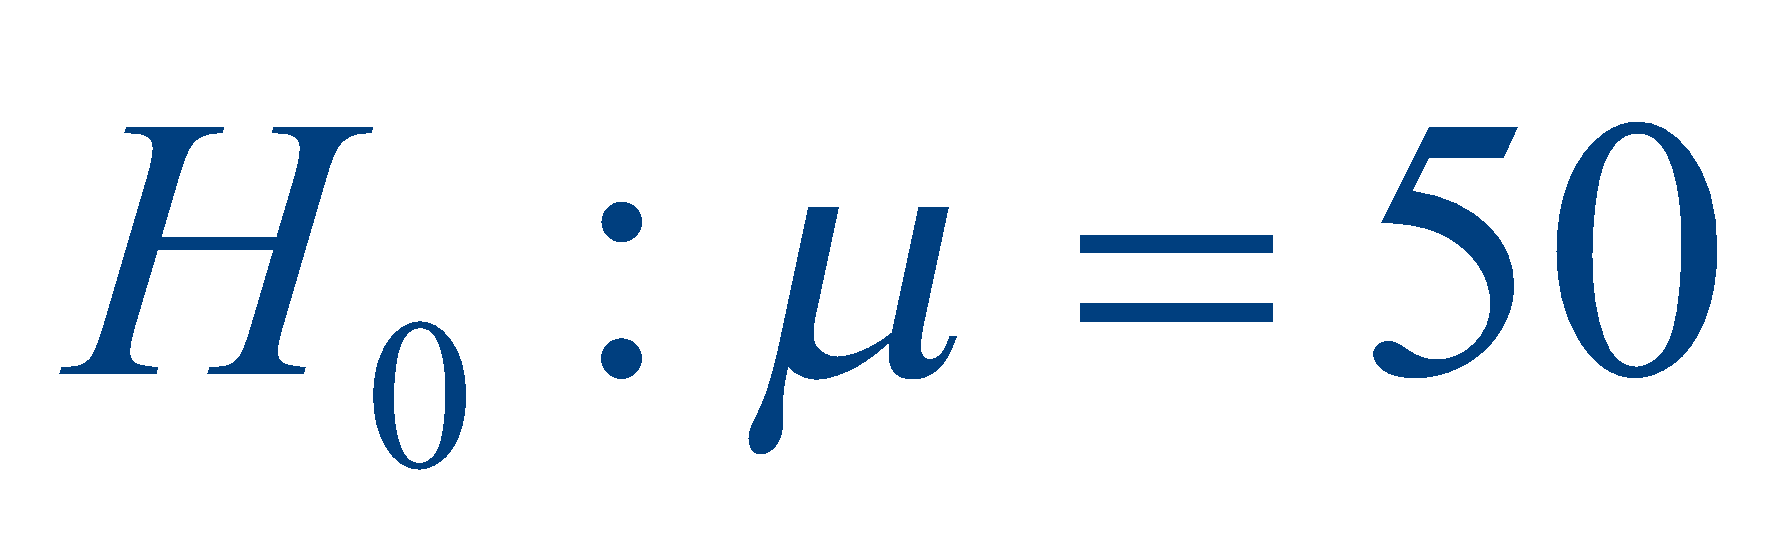 H₀ : μ = 50